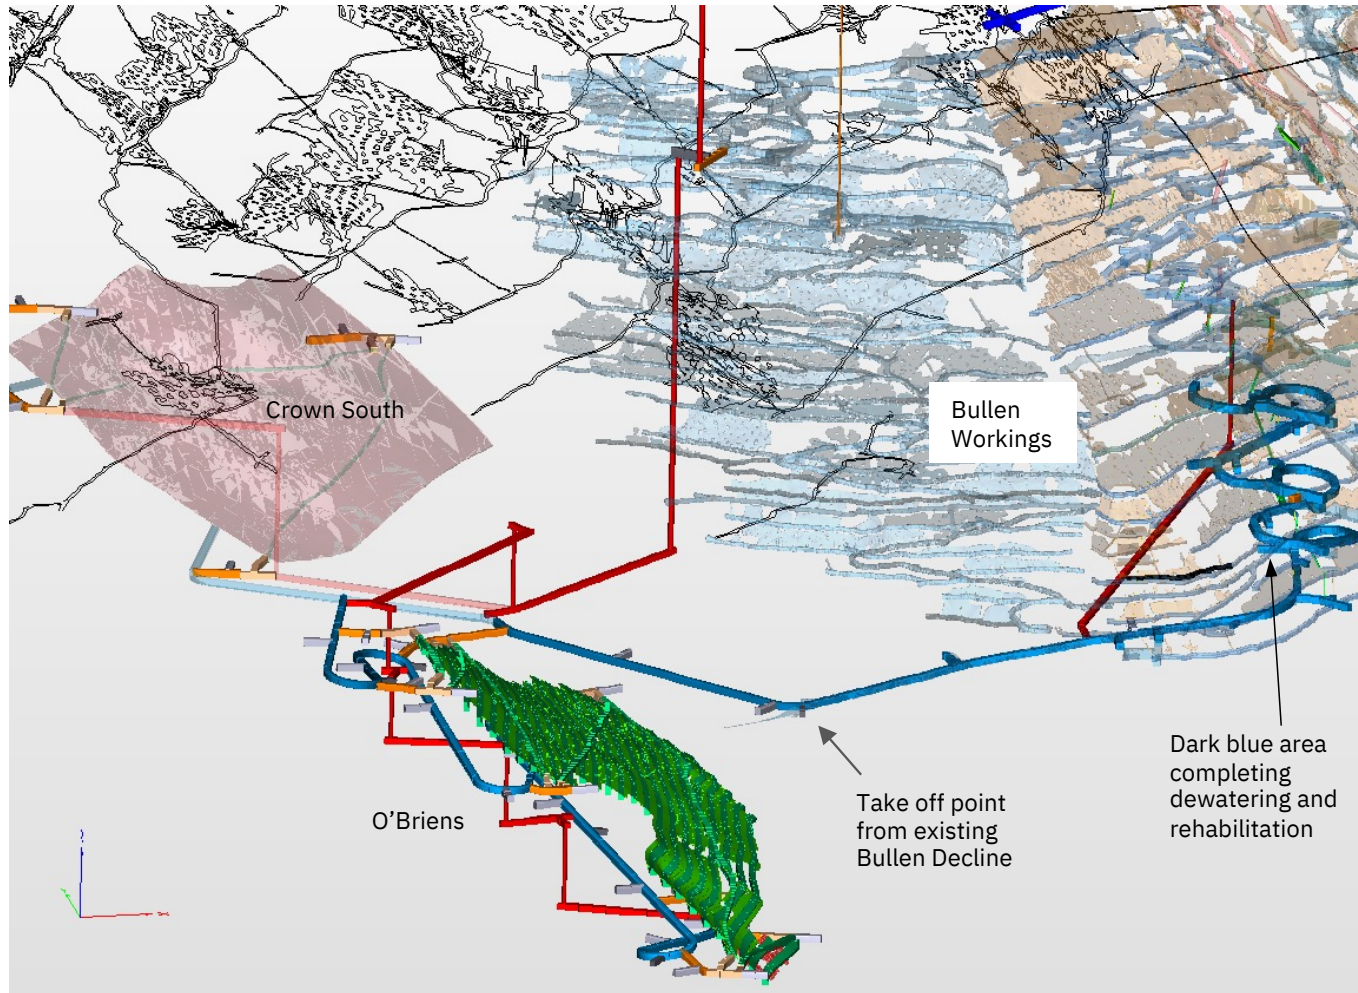 Crown South
Bullen
Workings
O’Briens
Take off point
from existing
Bullen Decline
Dark blue area
completing
dewatering and
rehabilitation